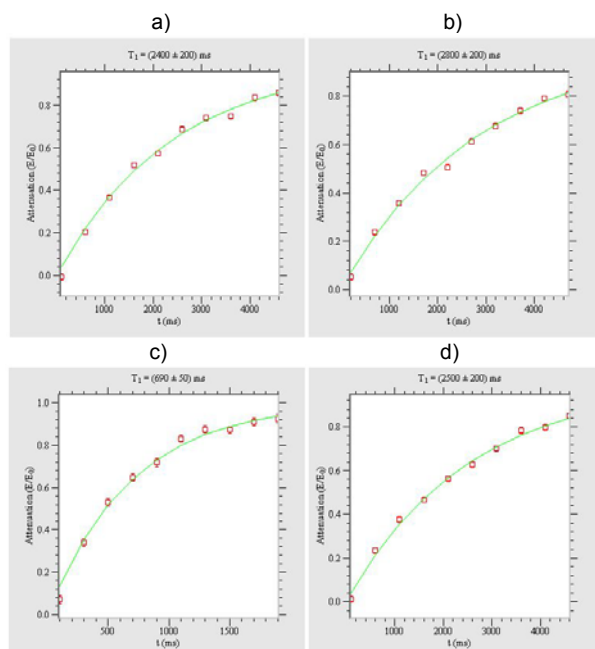 a)
T₁ = (2400 ± 200) ms
Attenuation (E/E₀)
0.8
0.6
0.4
0.2
0.0
1000 2000 3000 4000
t (ms)
b)
T₁ = (2800 ± 200) ms
Attenuation (E/E₀)
0.8
0.6
0.4
0.2
0.0
1000 2000 3000 4000
t (ms)
c)
T₁ = (690 ± 50) ms
Attenuation (E/E₀)
1.0
0.8
0.6
0.4
0.2
0.0
500 1000 1500
t (ms)
d)
T₁ = (2500 ± 200) ms
Attenuation (E/E₀)
0.8
0.6
0.4
0.2
0.0
1000 2000 3000 4000
t (ms)